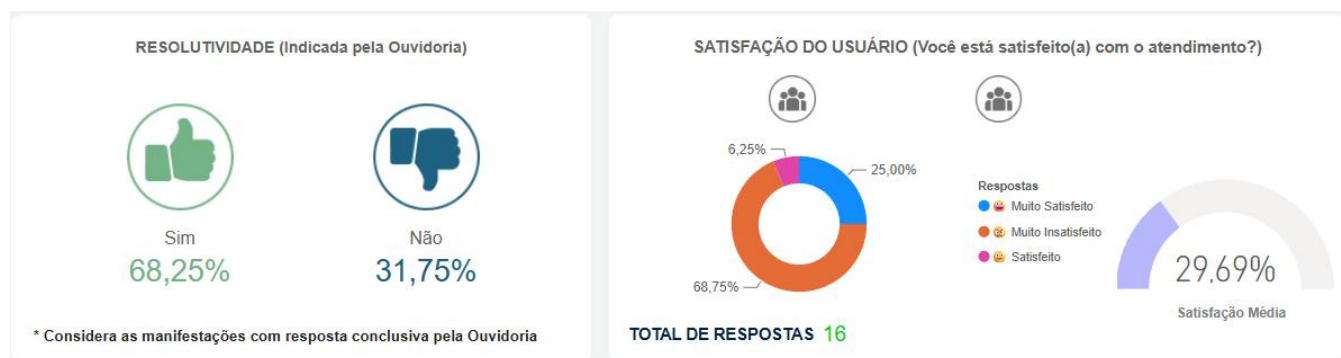 RESOLUTIVIDADE (Indicada pela Ouvidoria)
Sim
68,25%
Não
31,75%
* Considera as manifestações com resposta conclusiva pela Ouvidoria
SATISFAÇÃO DO USUÁRIO (Você está satisfeito(a) com o atendimento?)
6,25%
25,00%
68,75%
Respostas
Muito Satisfeito
Muito Insatisfeito
Satisfeito
29,69%
Satisfação Média
TOTAL DE RESPOSTAS 16